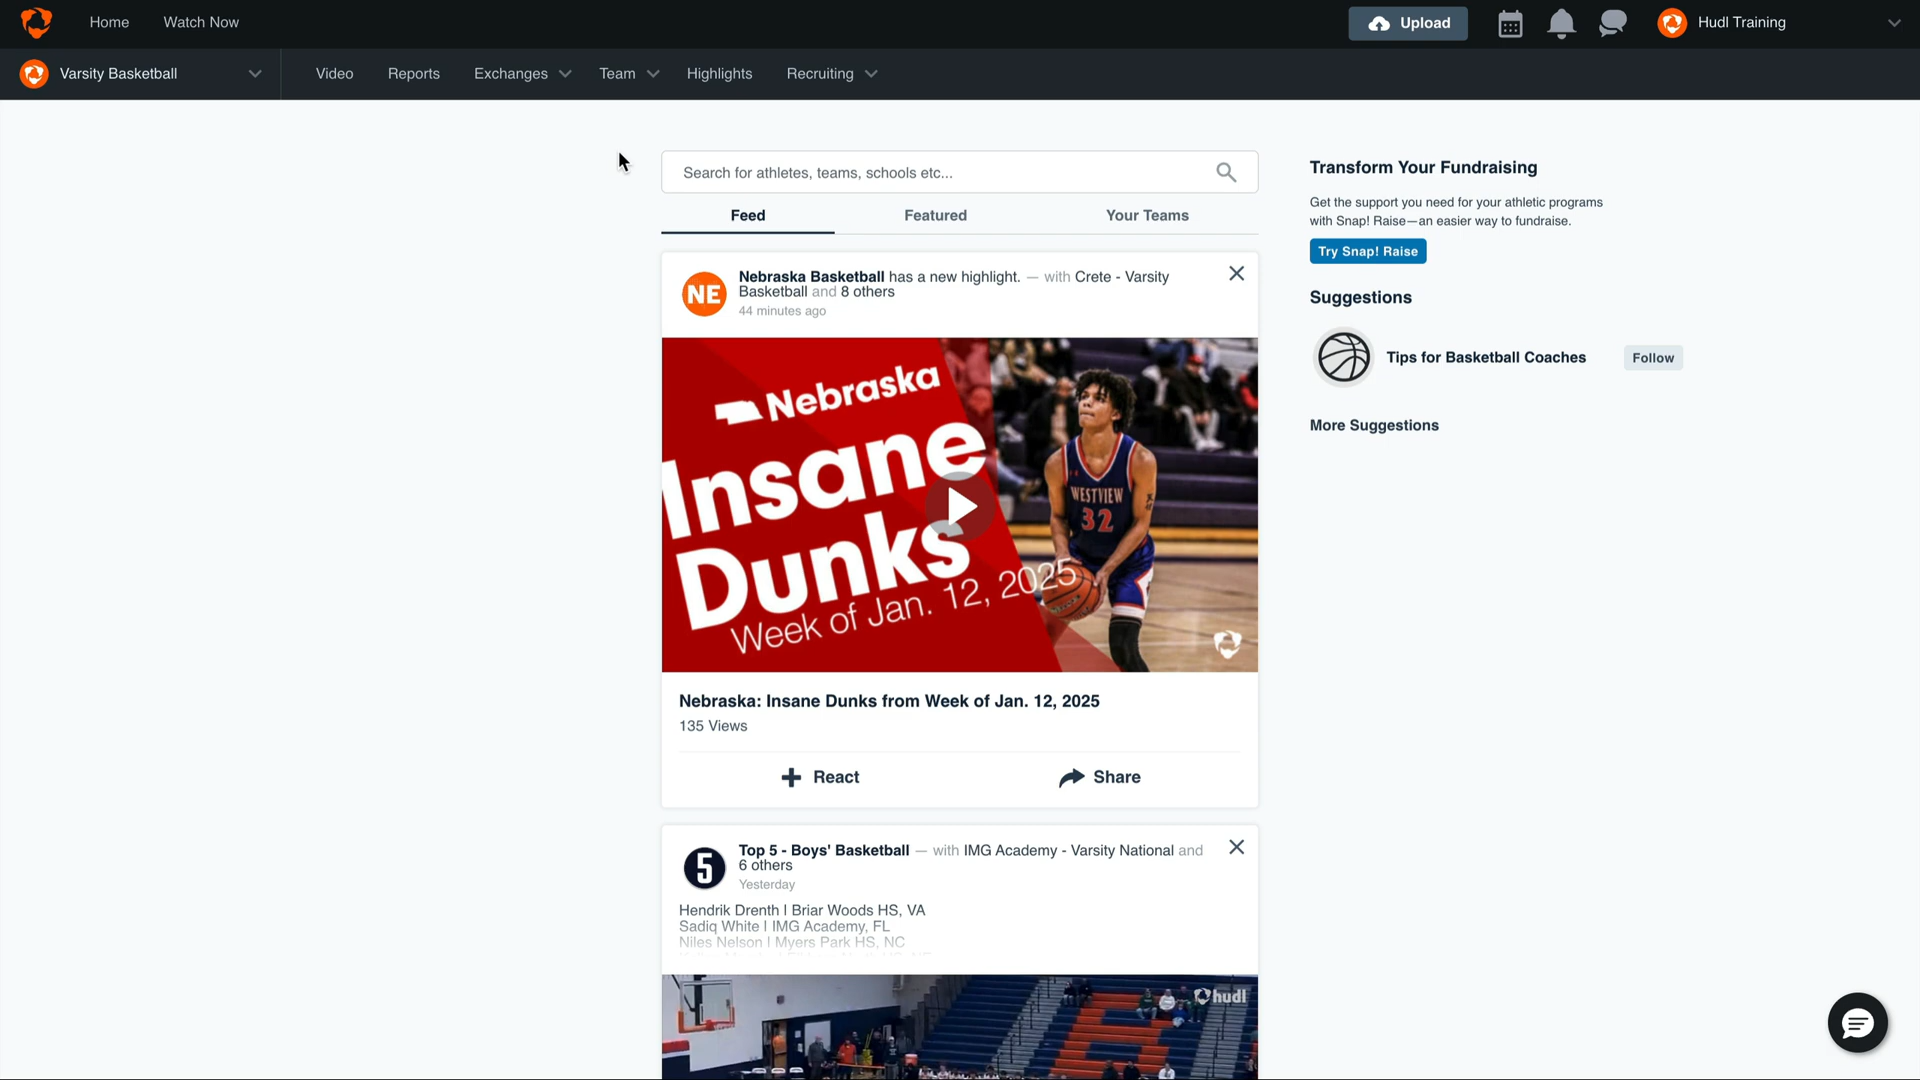 Home
Watch Now
Upload
Hudl Training
Varsity Basketball
Video
Reports
Exchanges
Team
Highlights
Recruiting
Search for athletes, teams, schools etc...
Feed
Featured
Your Teams
NE
Nebraska Basketball has a new highlight. — with Crete - Varsity
Basketball and 8 others
44 minutes ago
Nebraska
Insane
Dunks
Week of Jan. 12, 2025
WESTVIEW
32
Nebraska: Insane Dunks from Week of Jan. 12, 2025
135 Views
React
Share
5
Top 5 - Boys' Basketball — with IMG Academy - Varsity National and
6 others
Yesterday
Hendrik Drenth | Briar Woods HS, VA
Sadiq White | IMG Academy, FL
Niles Nelson | Myers Park HS, NC
hudl
Transform Your Fundraising
Get the support you need for your athletic programs
with Snap! Raise—an easier way to fundraise.
Try Snap! Raise
Suggestions
Tips for Basketball Coaches
Follow
More Suggestions